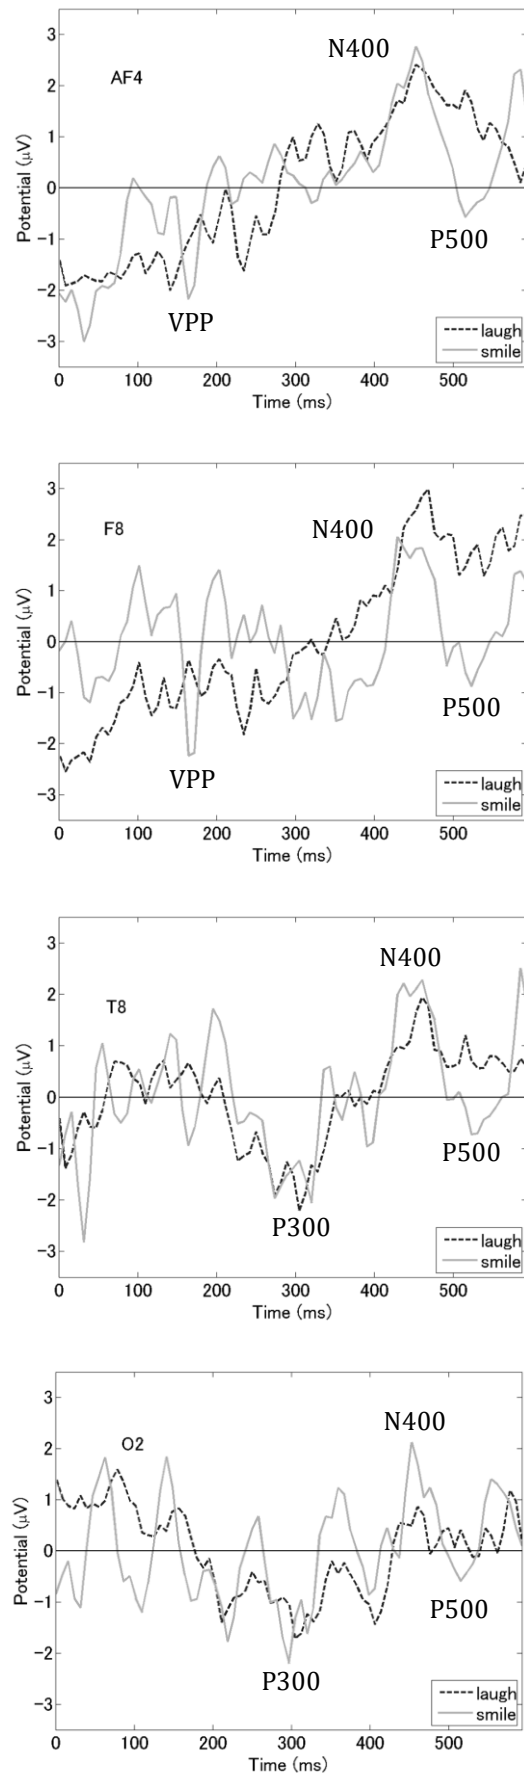 N400
3
AF4
2
1
0
-1
-2
-3
Potential (μV)
P500
VPP
laugh
smile
0 100 200 300 400 500
Time (ms)
3
F8
N400
2
1
0
-1
-2
-3
Potential (μV)
P500
VPP
laugh
smile
0 100 200 300 400 500
Time (ms)
3
T8
N400
2
1
0
-1
-2
-3
Potential (μV)
P500
P300
laugh
smile
0 100 200 300 400 500
Time (ms)
3
O2
N400
2
1
0
-1
-2
-3
Potential (μV)
P500
P300
laugh
smile
0 100 200 300 400 500
Time (ms)